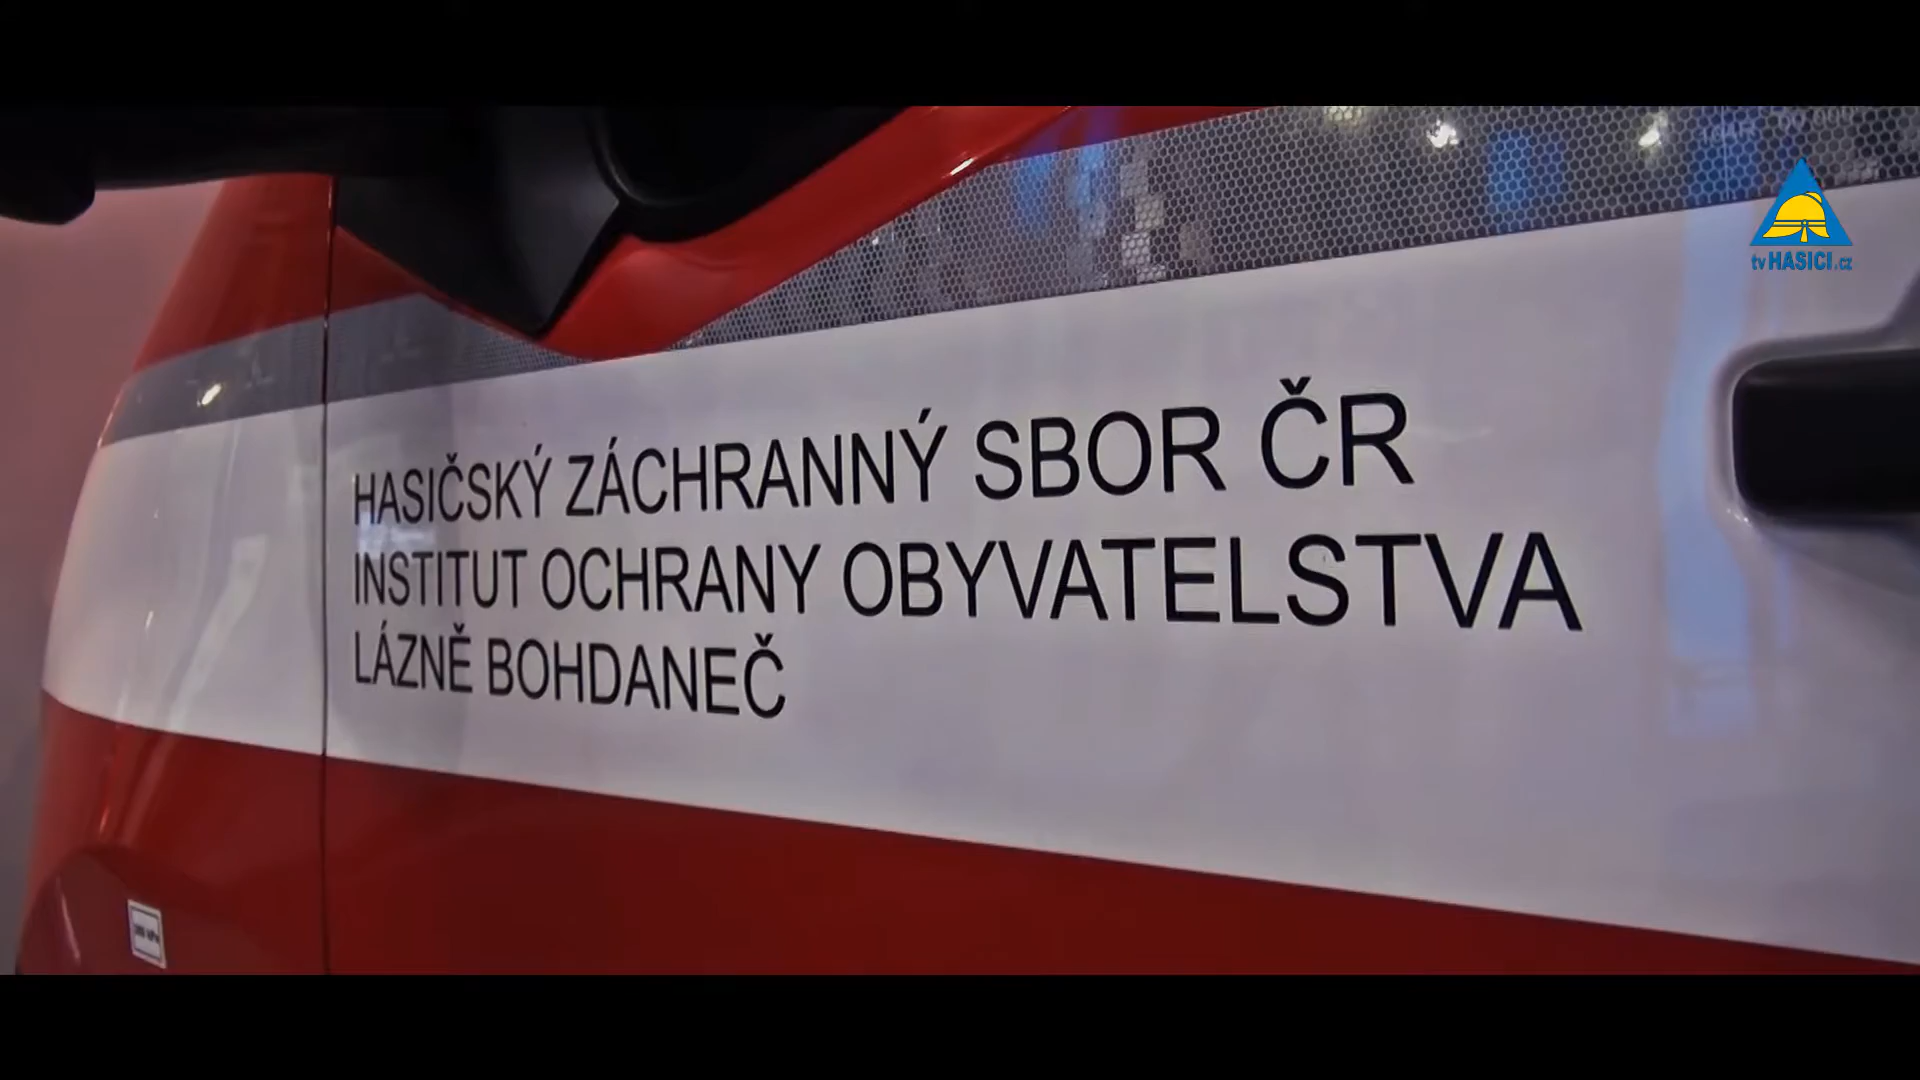 tvHASICI.cz
HASIČSKÝ ZÁCHRANNÝ SBOR ČR
INSTITUT OCHRANY OBYVATELSTVA
LÁZNĚ BOHDANEČ